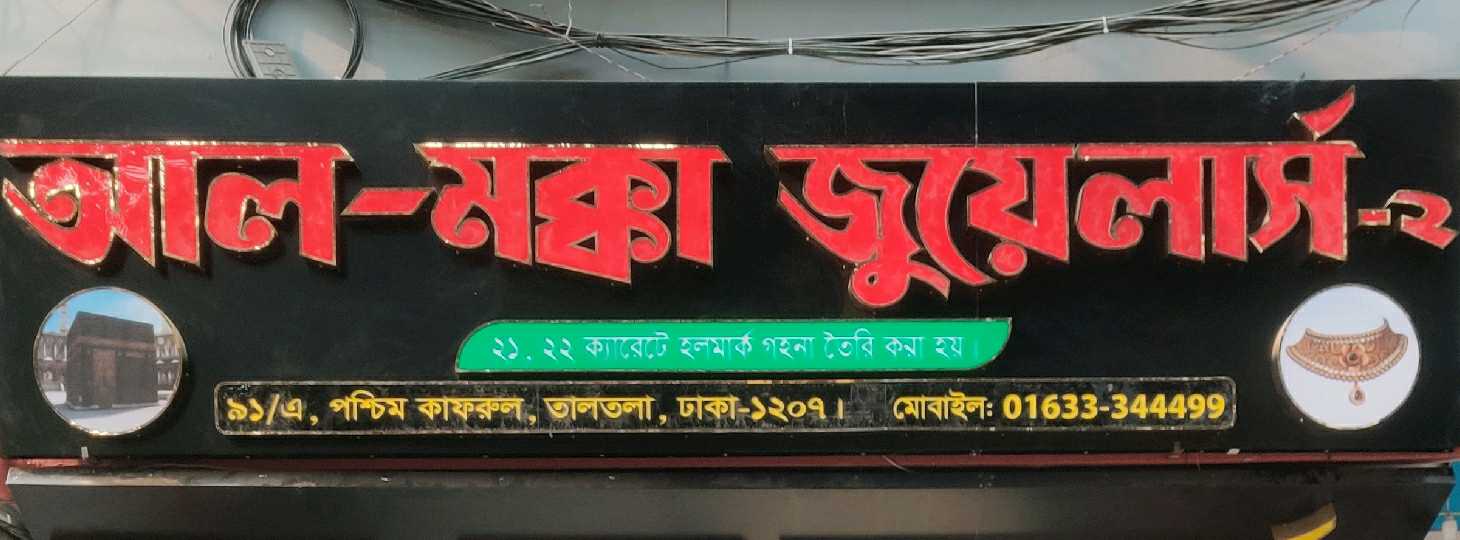 আল-মক্কা জুয়েলার্স-২
২১. ২২ ক্যারেটে হলমার্ক গহনা তৈরি করা হয়।
৯১/এ, পশ্চিম কাফরুল, তালতলা, ঢাকা-১২০৭। মোবাইল: 01633-344499